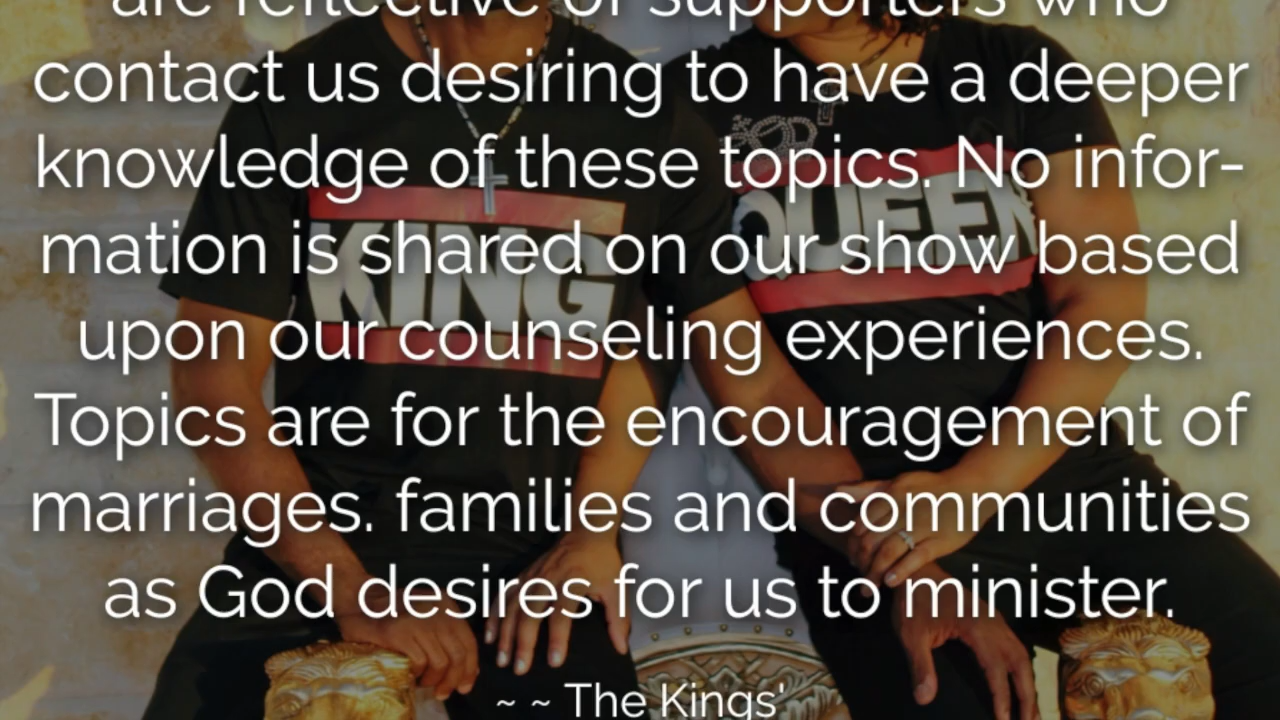 are reflective of supporters who
contact us desiring to have a deeper
knowledge of these topics. No infor-
mation is shared on our show based
upon our counseling experiences.
Topics are for the encouragement of
marriages. families and communities
as God desires for us to minister.
~ ~ The Kings'
KING
QUEEN